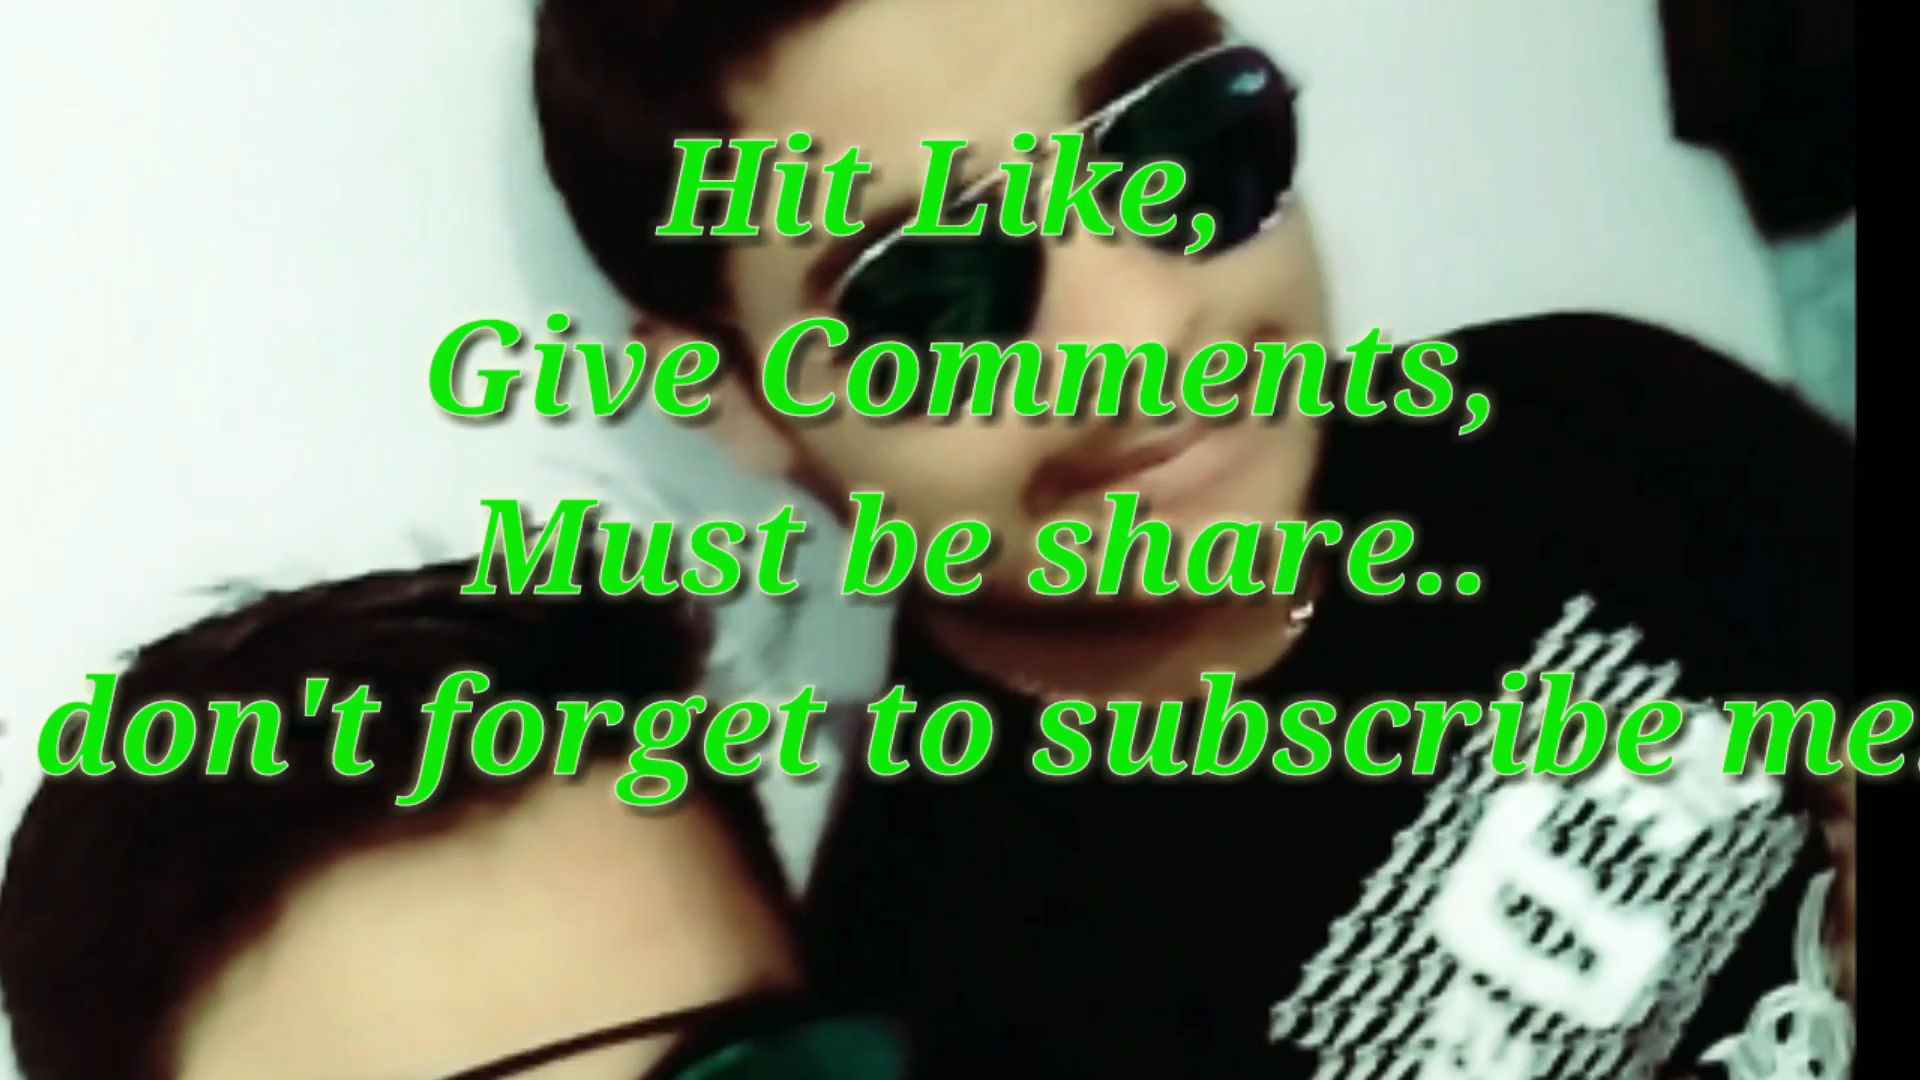 Hit Like,
Give Comments,
Must be share..
don't forget to subscribe me.